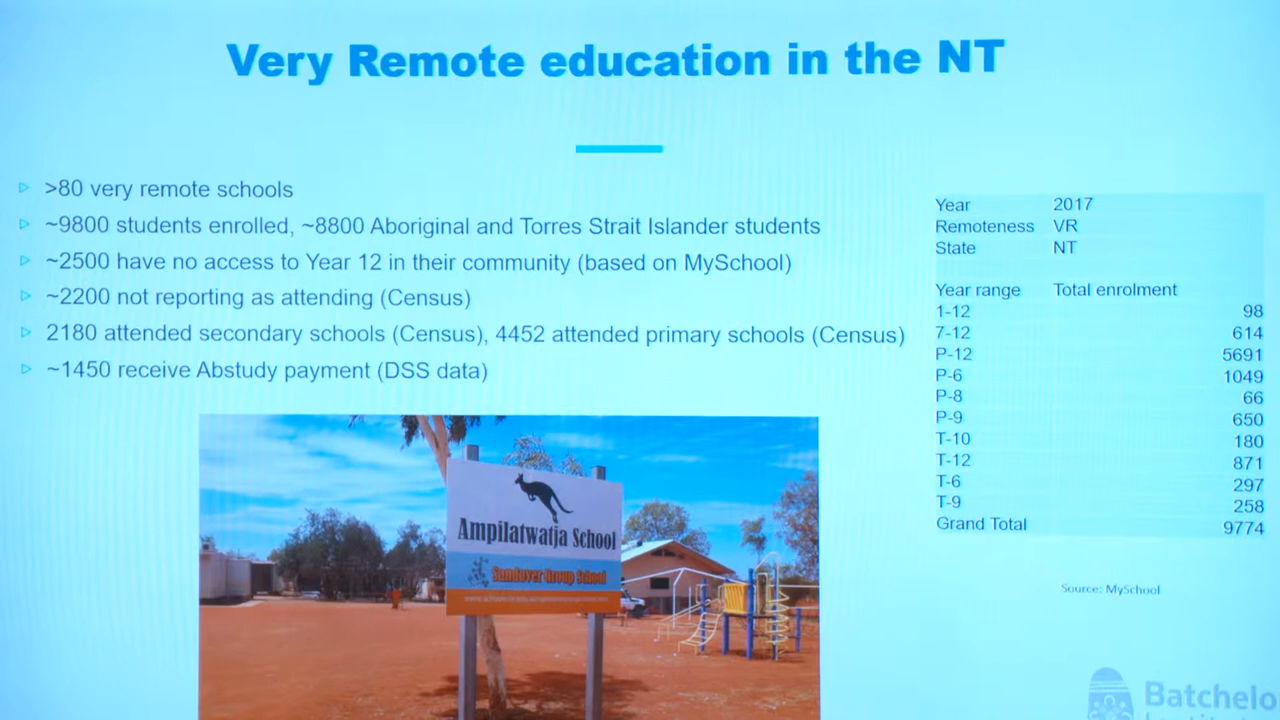 Very Remote education in the NT
>80 very remote schools
~9800 students enrolled, ~8800 Aboriginal and Torres Strait Islander students
~2500 have no access to Year 12 in their community (based on MySchool)
~2200 not reporting as attending (Census)
2180 attended secondary schools (Census), 4452 attended primary schools (Census)
~1450 receive Abstudy payment (DSS data)
Year 2017
Remoteness VR
State NT
Year range Total enrolment
1-12 98
7-12 614
P-12 5691
P-6 1049
P-8 66
P-9 650
T-10 180
T-12 871
T-6 297
T-9 258
Grand Total 9774
Source: MySchool
Ampilatwatja School
Sandover Group School
Batchelo